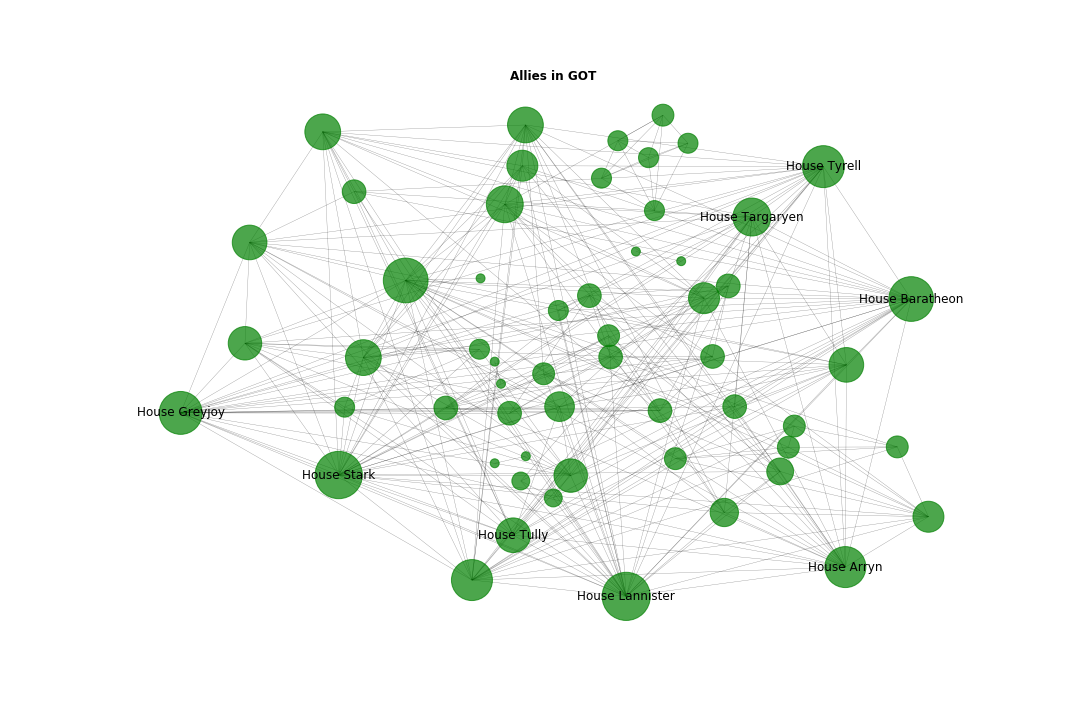 Allies in GOT
House Tyrell
House Targaryen
House Baratheon
House Greyjoy
House Stark
House Tully
House Arryn
House Lannister